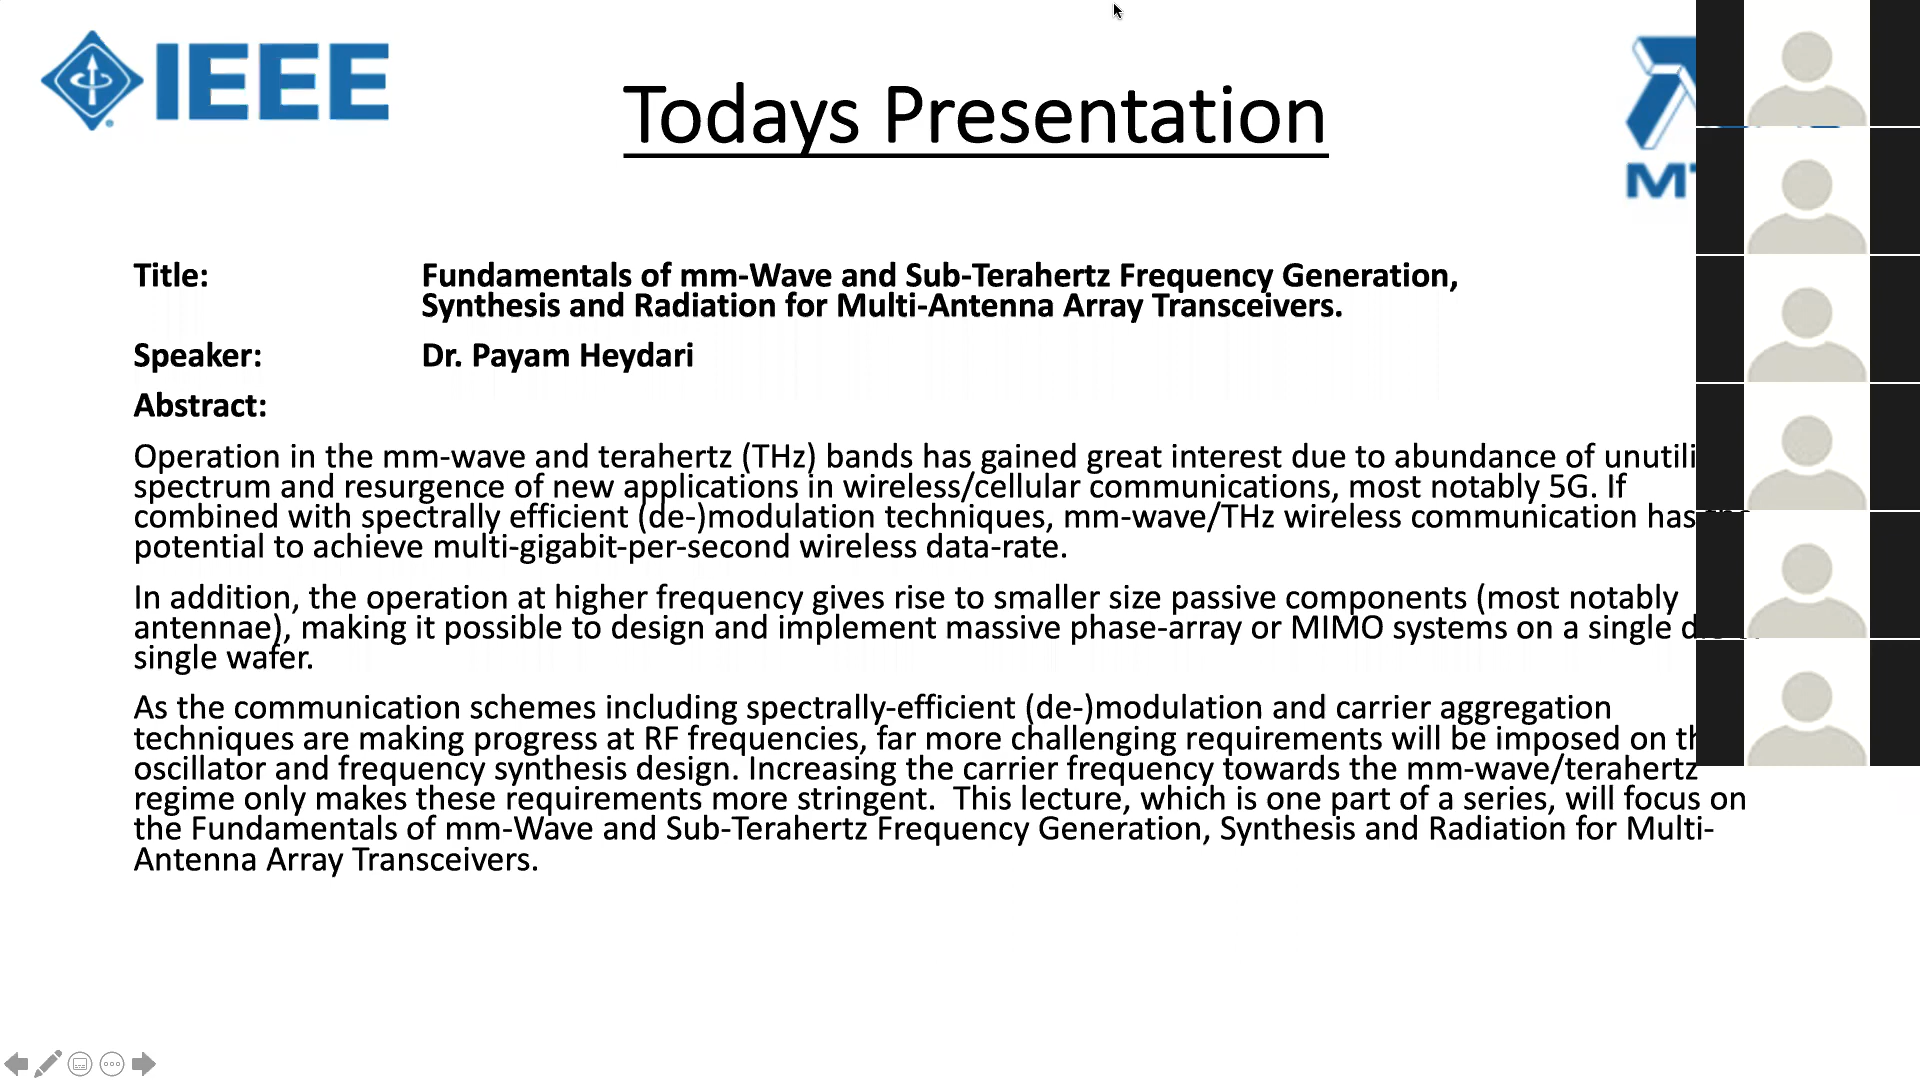 IEEE
Todays Presentation
Title: Fundamentals of mm-Wave and Sub-Terahertz Frequency Generation,
Synthesis and Radiation for Multi-Antenna Array Transceivers.
Speaker: Dr. Payam Heydari
Abstract:
Operation in the mm-wave and terahertz (THz) bands has gained great interest due to abundance of
spectrum and resurgence of new applications in wireless/cellular communications, most notably 5G. If
combined with spectrally efficient (de-)modulation techniques, mm-wave/THz wireless communication has
potential to achieve multi-gigabit-per-second wireless data-rate.
In addition, the operation at higher frequency gives rise to smaller size passive components (most notably
antennae), making it possible to design and implement massive phase-array or MIMO systems on a single
single wafer.
As the communication schemes including spectrally-efficient (de-)modulation and carrier aggregation
techniques are making progress at RF frequencies, far more challenging requirements will be imposed on
oscillator and frequency synthesis design. Increasing the carrier frequency towards the mm-wave/terahertz
regime only makes these requirements more stringent. This lecture, which is one part of a series, will focus on
the Fundamentals of mm-Wave and Sub-Terahertz Frequency Generation, Synthesis and Radiation for Multi-
Antenna Array Transceivers.